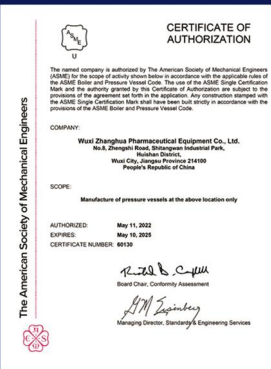 ASME
U
CERTIFICATE OF
AUTHORIZATION
The named company is authorized by The American Society of Mechanical Engineers
(ASME) for the scope of activity shown below in accordance with the applicable rules of
the ASME Boiler and Pressure Vessel Code. The use of the ASME Single Certification
Mark and the authority granted by this Certificate of Authorization are subject to the
provisions of the agreement set forth in the application. Any construction stamped with
the ASME Single Certification Mark shall have been built strictly in accordance with the
provisions of the ASME Boiler and Pressure Vessel Code.
COMPANY:
Wuxi Zhanghua Pharmaceutical Equipment Co., Ltd.
No.8, Zhengshi Road, Shitangwan Industrial Park,
Huishan District,
Wuxi City, Jiangsu Province 214100
People's Republic of China
SCOPE:
Manufacture of pressure vessels at the above location only
AUTHORIZED: May 11, 2022
EXPIRES: May 10, 2025
CERTIFICATE NUMBER: 60130
Board Chair, Conformity Assessment
Managing Director, Standards & Engineering Services
The American Society of Mechanical Engineers